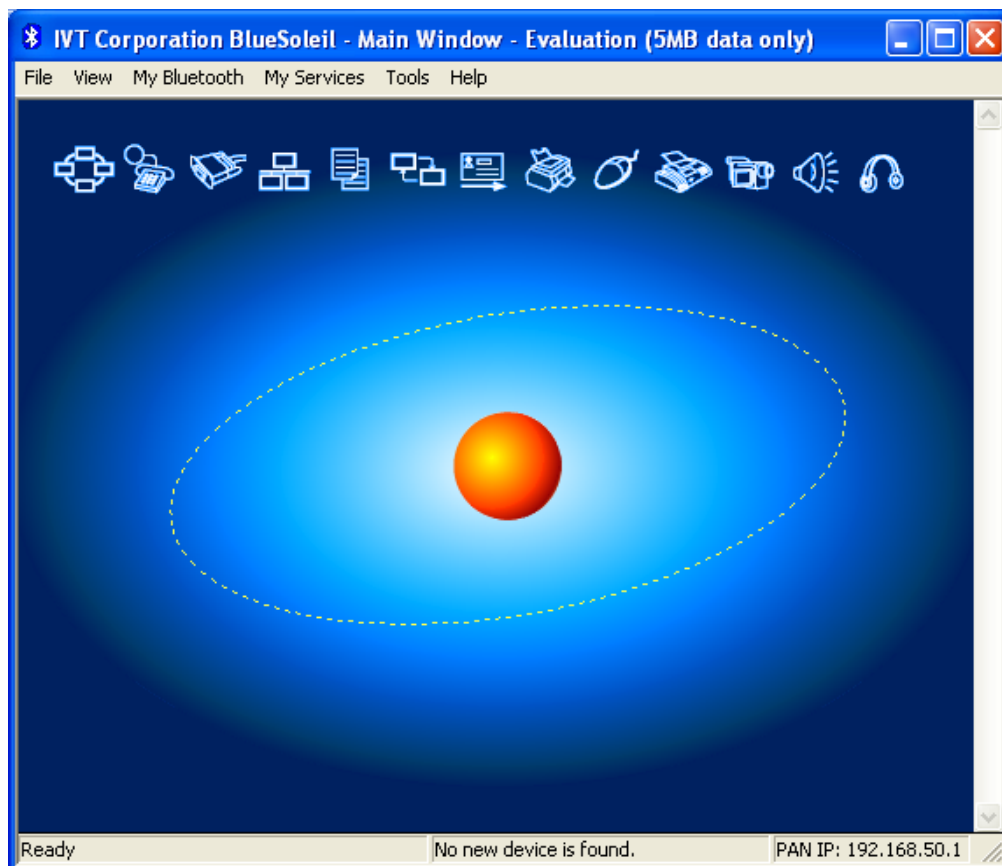 IVT Corporation BlueSoleil - Main Window - Evaluation (5MB data only)
File View My Bluetooth My Services Tools Help
Ready No new device is found. PAN IP: 192.168.50.1